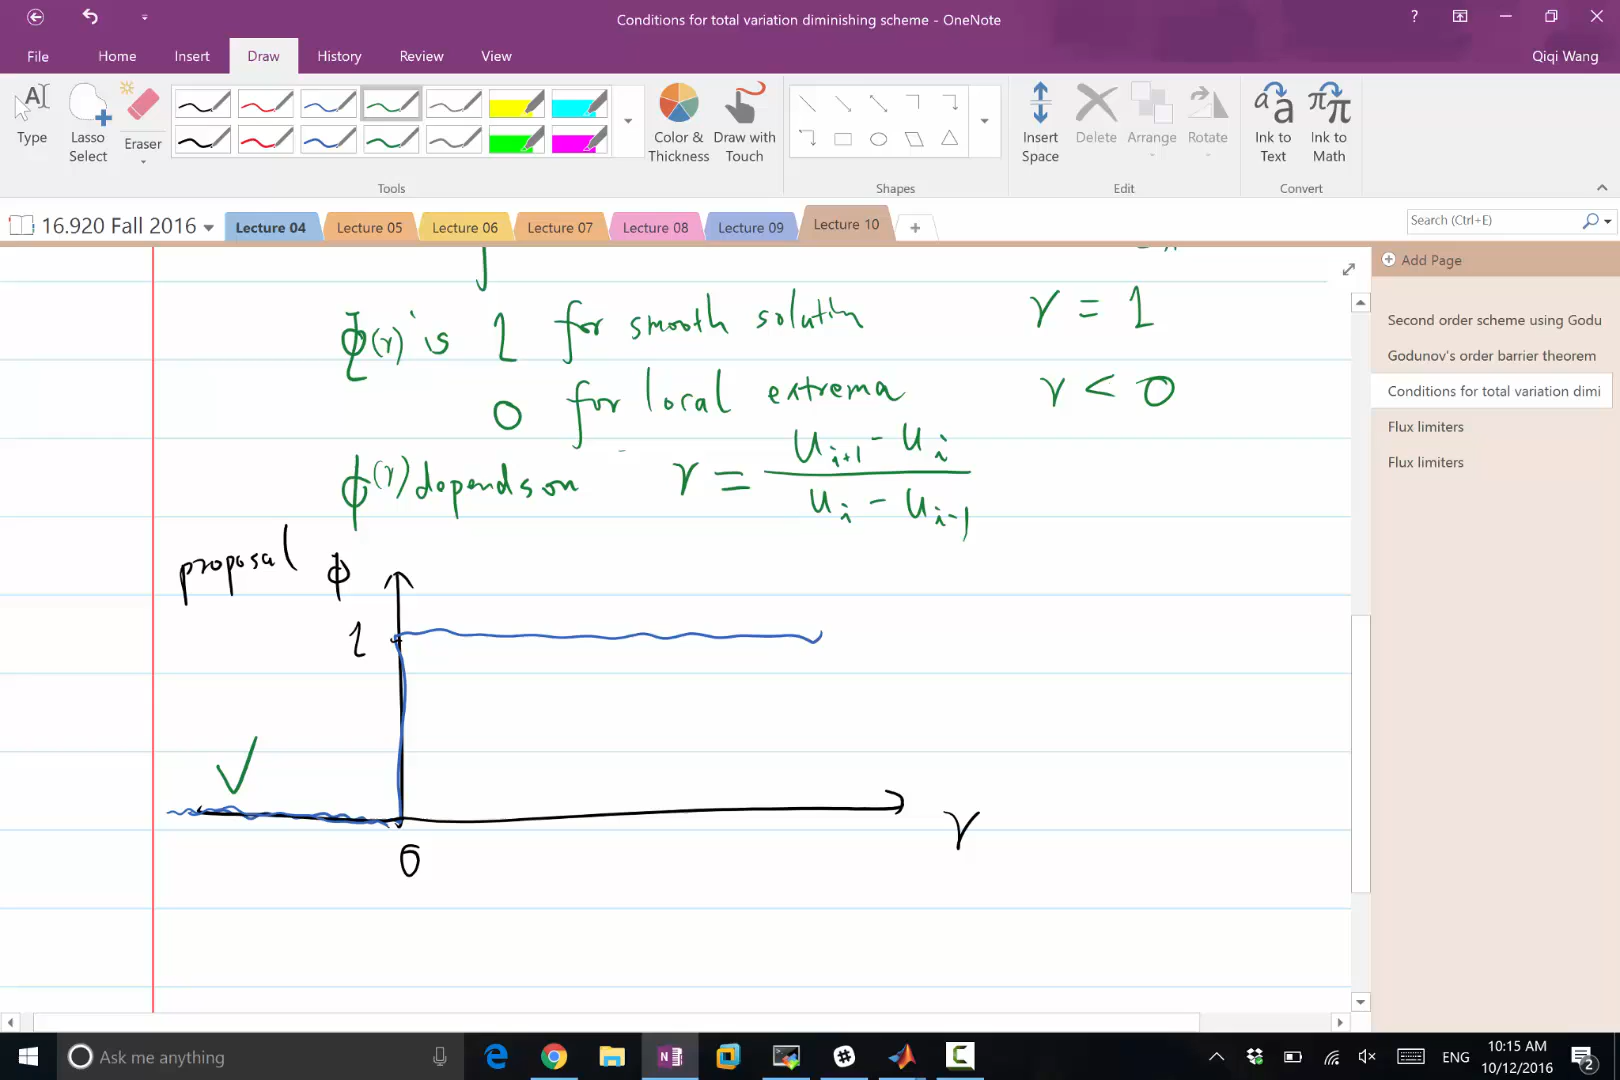 Conditions for total variation diminishing scheme - OneNote
?
File Home Insert Draw History Review View Qiqi Wang
Type
Lasso Select
Eraser
Color & Thickness
Draw with Touch
Insert Space
Delete
Arrange
Rotate
Ink to Text
Ink to Math
Tools Shapes Edit Convert
16.920 Fall 2016 Lecture 04 Lecture 05 Lecture 06 Lecture 07 Lecture 08 Lecture 09 Lecture 10 + Search (Ctrl+E)
Add Page
Second order scheme using Godu
Godunov's order barrier theorem
Conditions for total variation dimi
Flux limiters
Flux limiters
ϕ(r) is 1 for smooth solution r = 1
0 for local extrema r < 0
ϕ(r) depends on r = (u_{i+1} - u_i) / (u_i - u_{i-1})
proposal ϕ
1
✓
r
0
Ask me anything
ENG
10:15 AM
10/12/2016
2